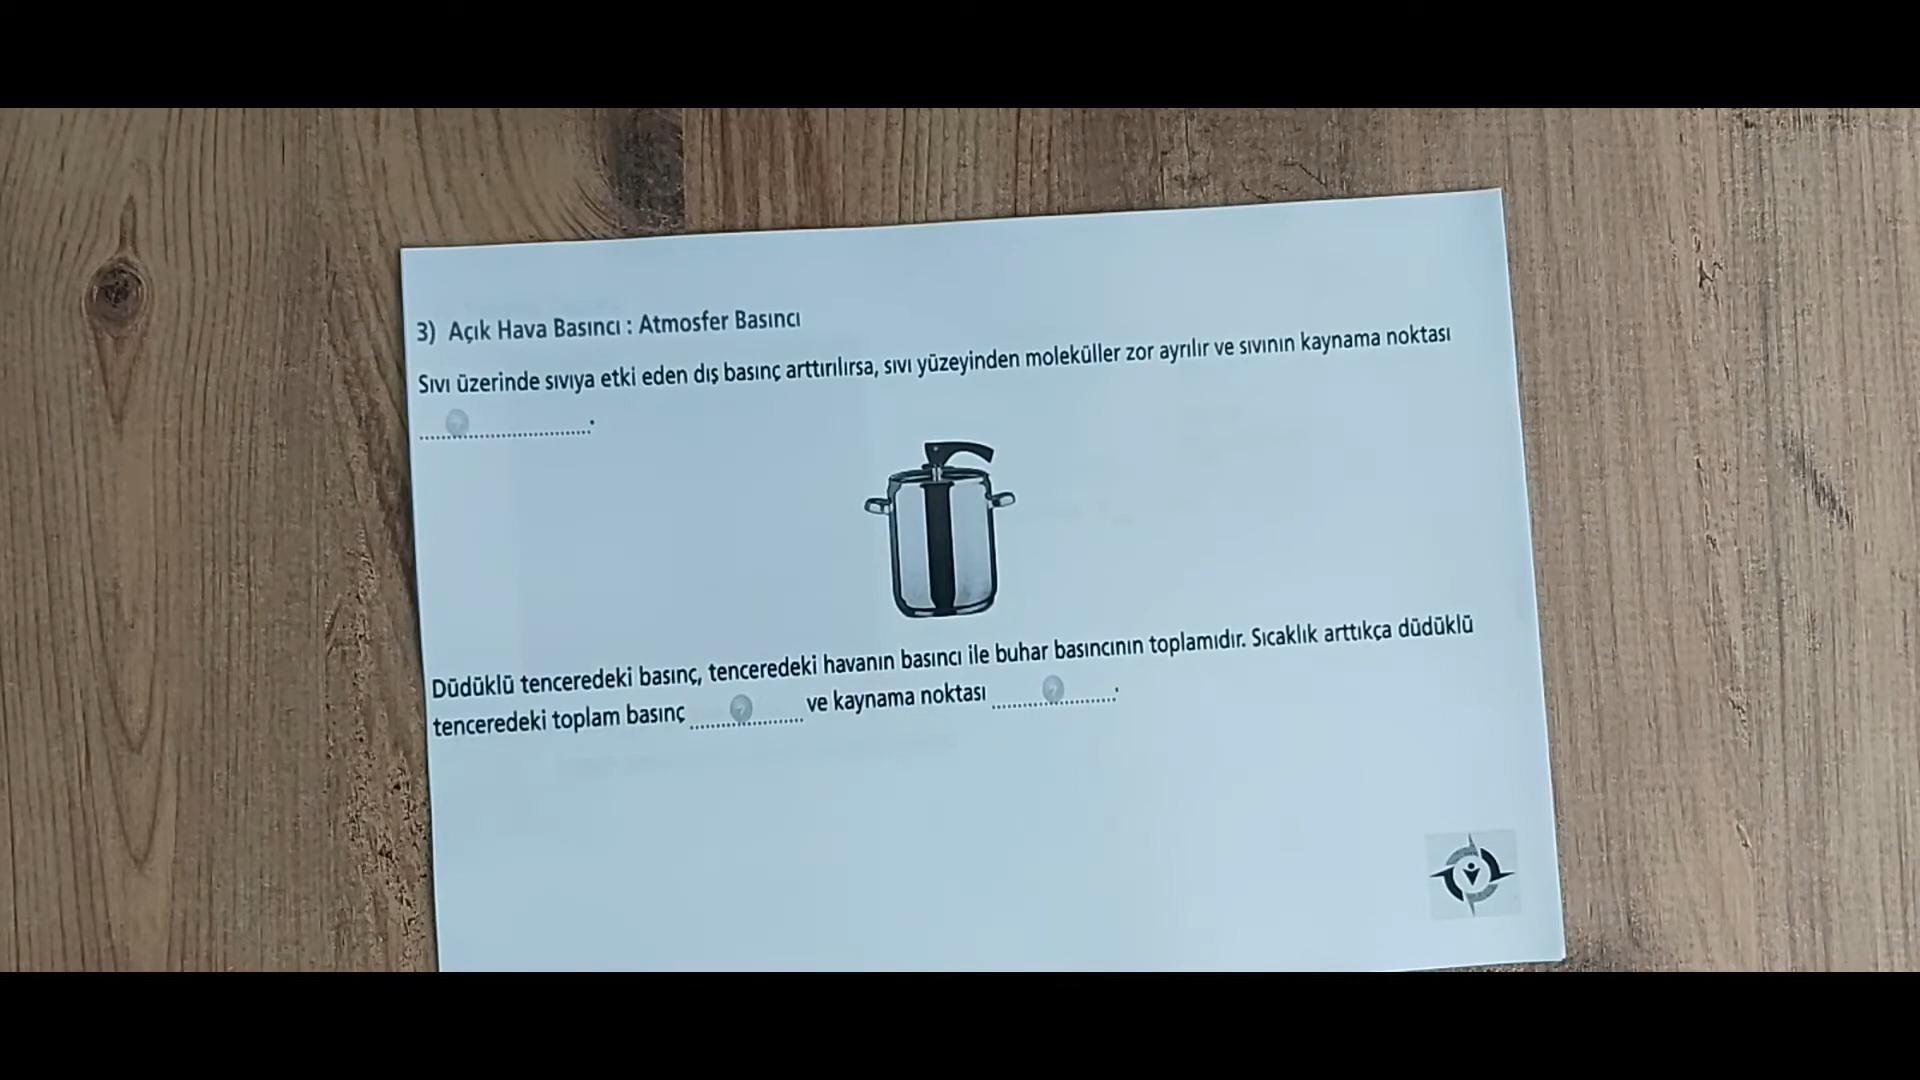 3) Açık Hava Basıncı : Atmosfer Basıncı
Sıvı üzerinde sıvıya etki eden dış basınç arttırılırsa, sıvı yüzeyinden moleküller zor ayrılır ve sıvının kaynama noktası
? ..............................
Düdüklü tenceredeki basınç, tenceredeki havanın basıncı ile buhar basıncının toplamıdır. Sıcaklık arttıkça düdüklü
tenceredeki toplam basınç ........?........ ve kaynama noktası ........?........ .